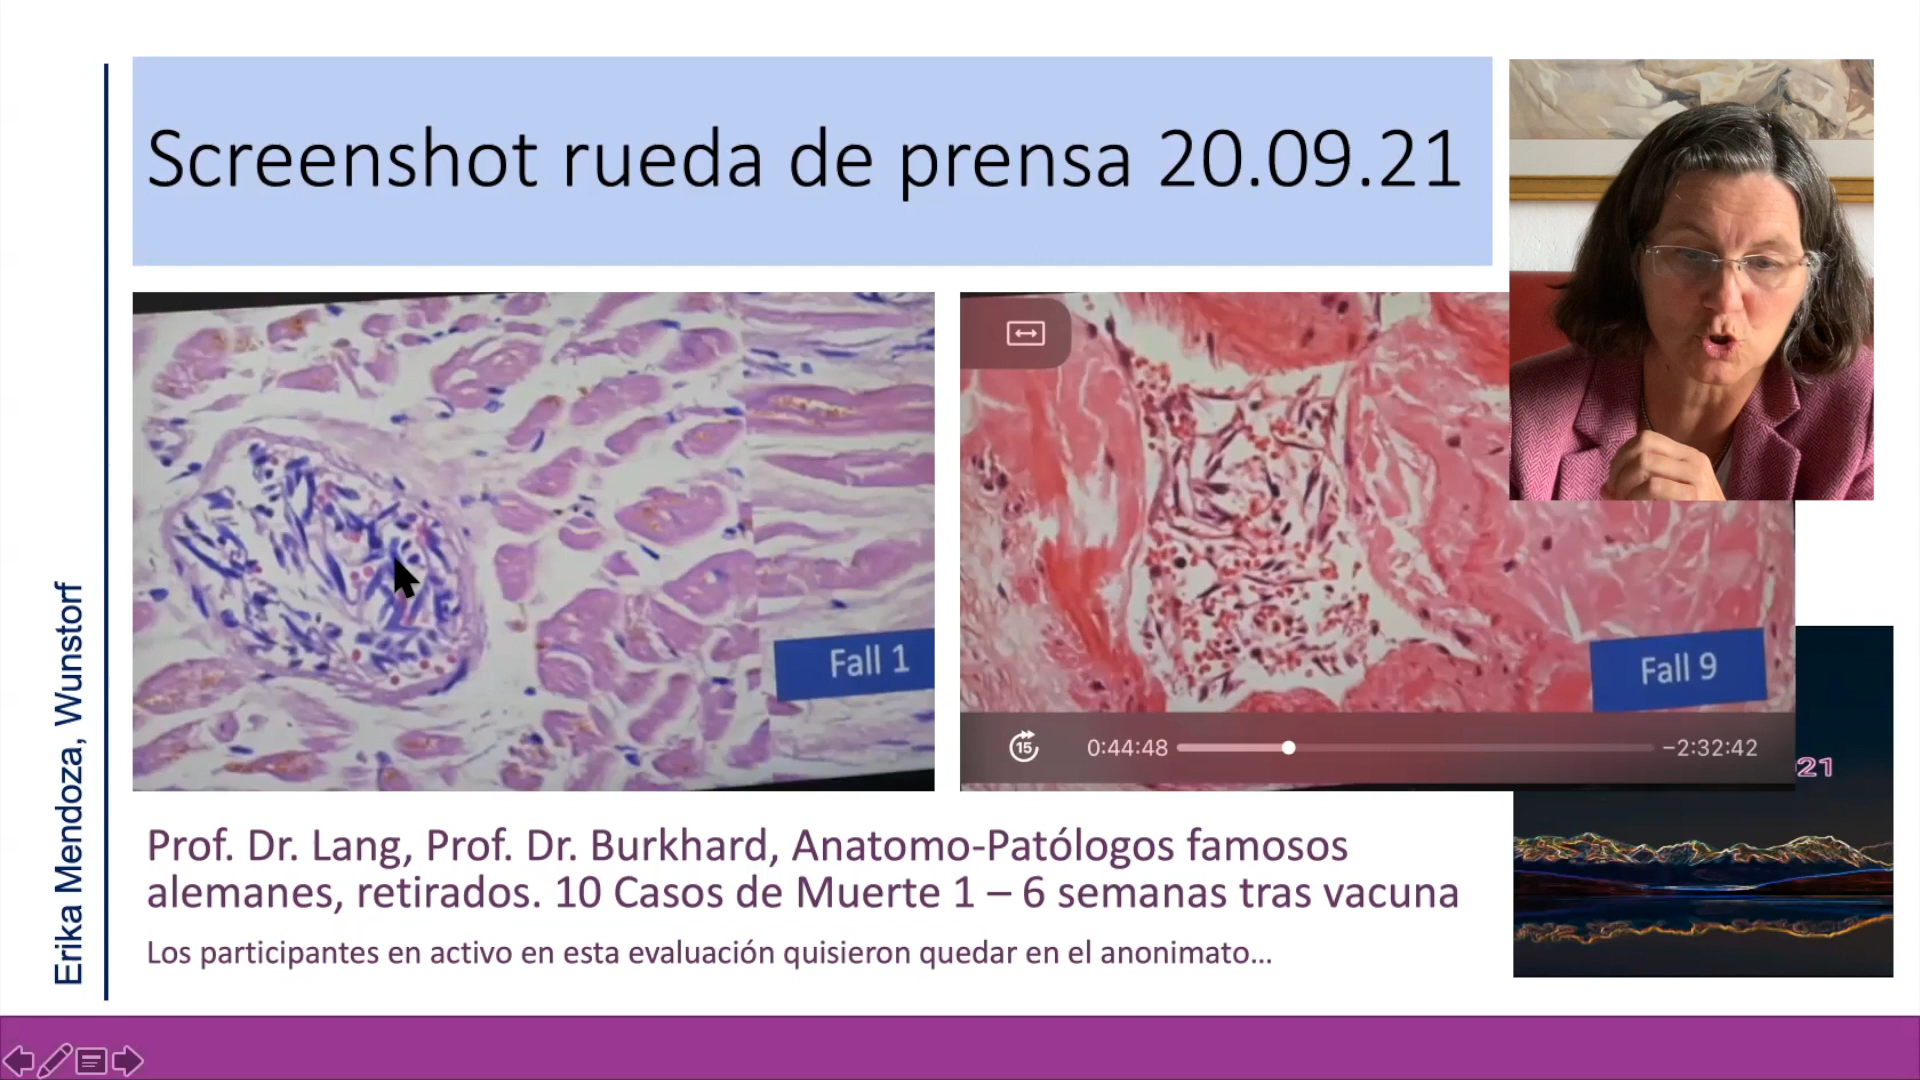 Screenshot rueda de prensa 20.09.21
Erika Mendoza, Wunstorf
Fall 1
Fall 9
15
0:44:48
−2:32:42
21
Prof. Dr. Lang, Prof. Dr. Burkhard, Anatomo-Patólogos famosos
alemanes, retirados. 10 Casos de Muerte 1 – 6 semanas tras vacuna
Los participantes en activo en esta evaluación quisieron quedar en el anonimato...